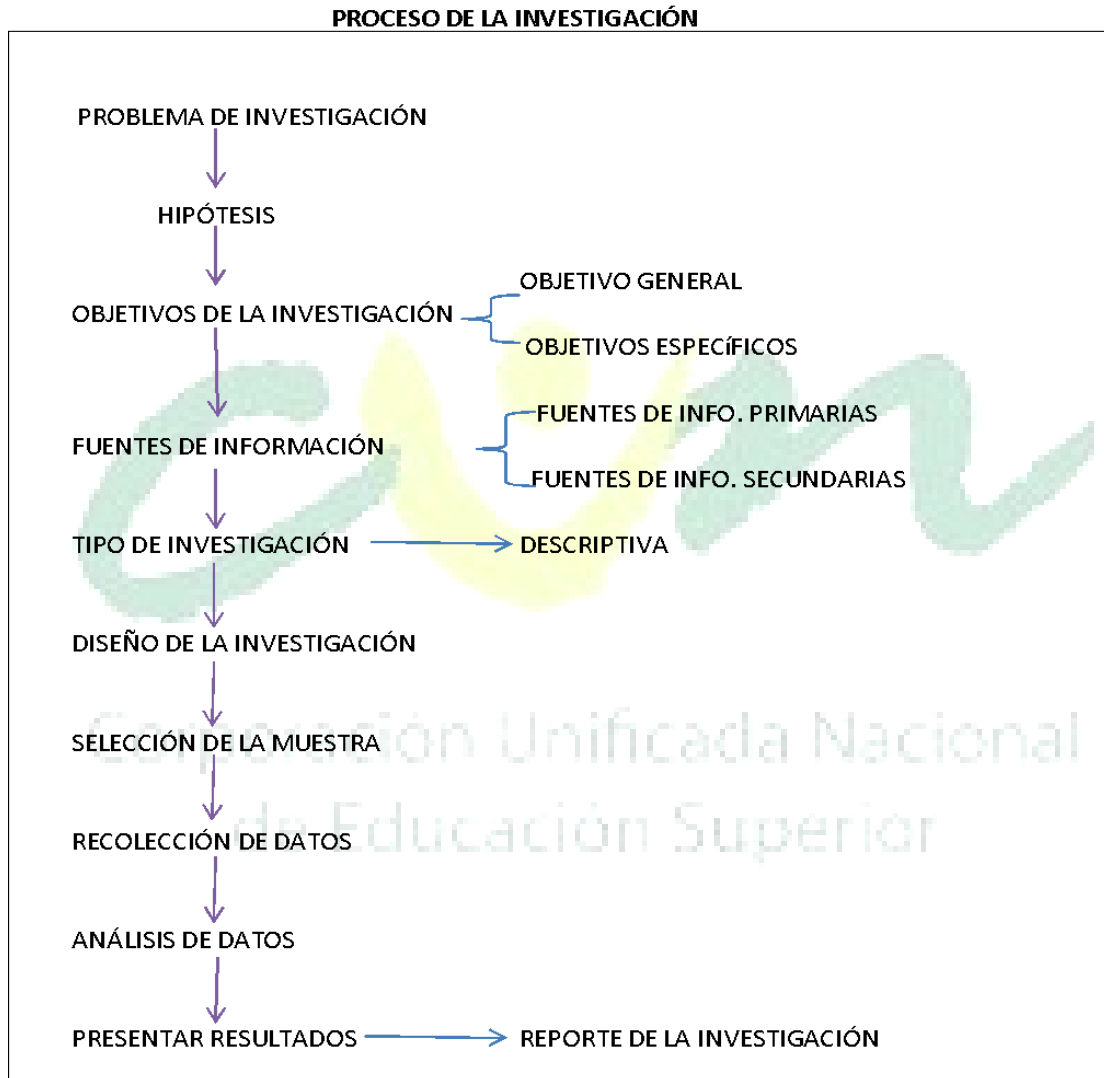 PROCESO DE LA INVESTIGACIÓN
PROBLEMA DE INVESTIGACIÓN
HIPÓTESIS
OBJETIVO GENERAL
OBJETIVOS DE LA INVESTIGACIÓN
OBJETIVOS ESPECíFICOS
FUENTES DE INFO. PRIMARIAS
FUENTES DE INFORMACIÓN
FUENTES DE INFO. SECUNDARIAS
TIPO DE INVESTIGACIÓN DESCRIPTIVA
DISEÑO DE LA INVESTIGACIÓN
SELECCIÓN DE LA MUESTRA
RECOLECCIÓN DE DATOS
ANÁLISIS DE DATOS
PRESENTAR RESULTADOS REPORTE DE LA INVESTIGACIÓN
cun
Corporación Unificada Nacional
de Educación Superior